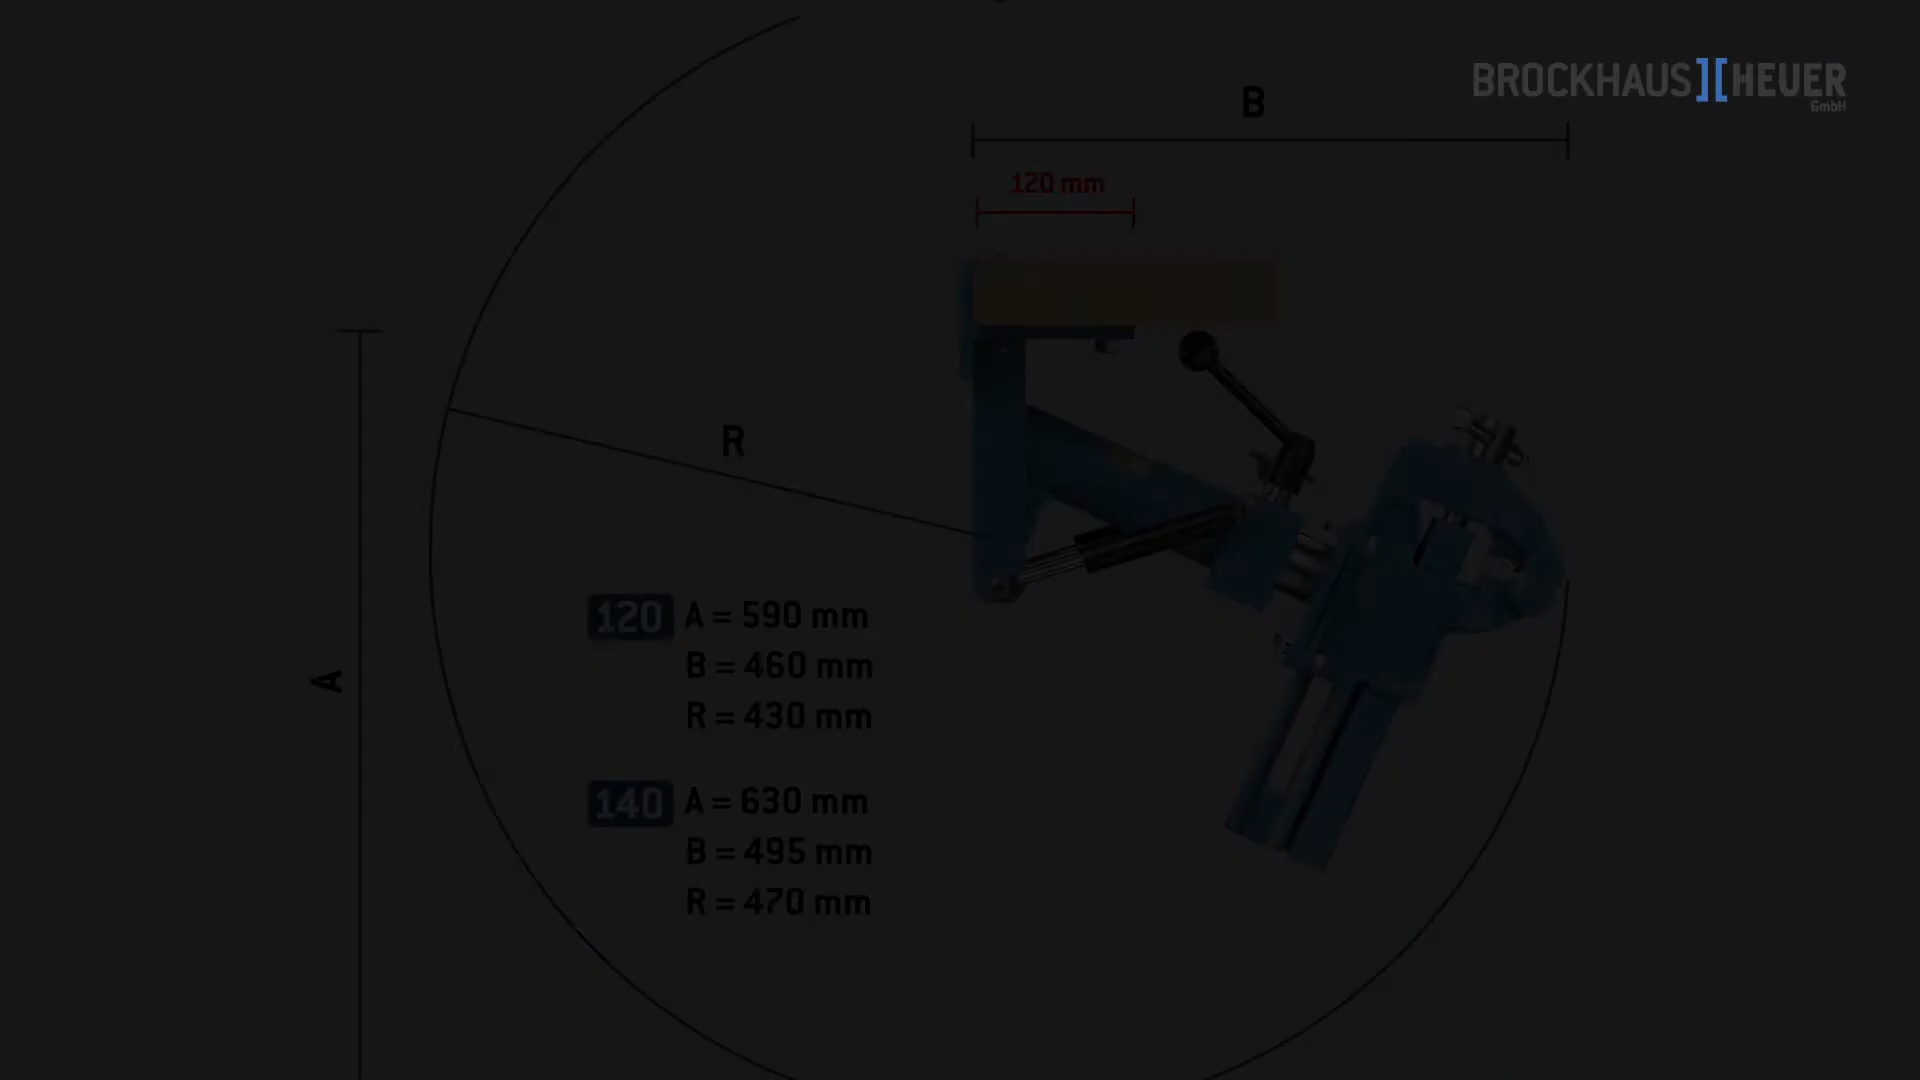 BROCKHAUS][HEUER
GmbH
B
120 mm
R
A
120 A = 590 mm
B = 460 mm
R = 430 mm
140 A = 630 mm
B = 495 mm
R = 470 mm